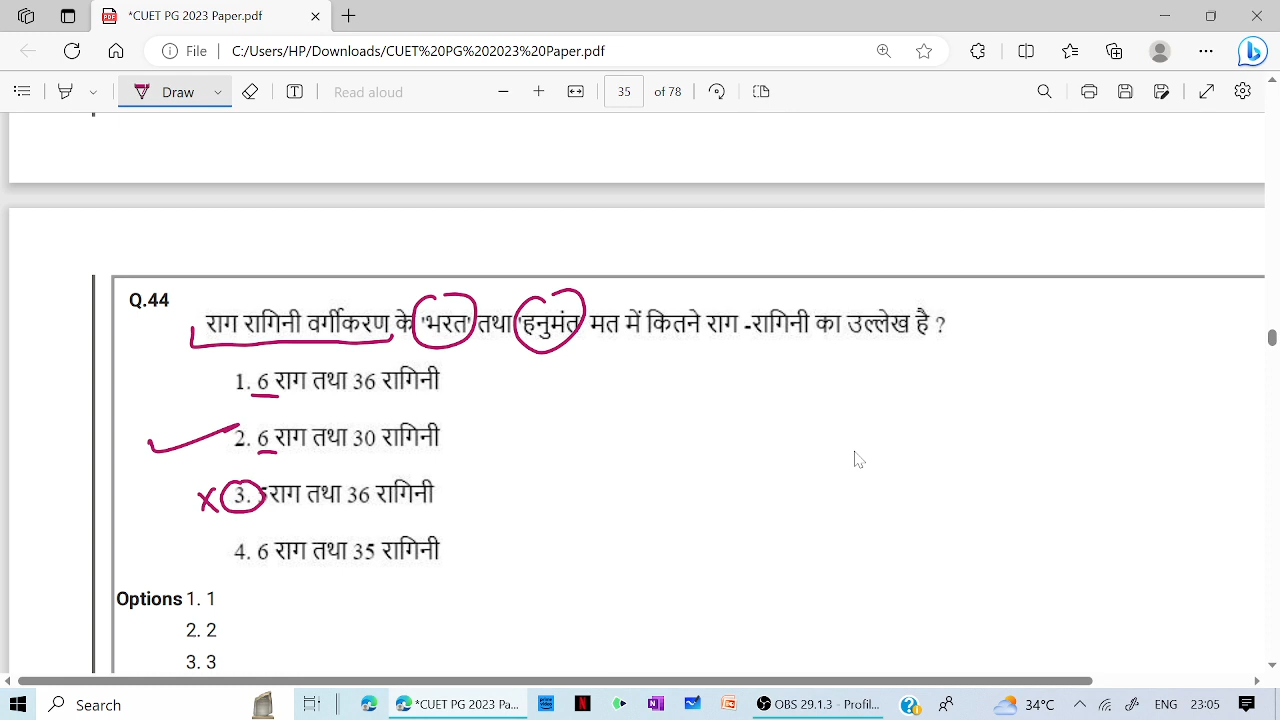 *CUET PG 2023 Paper.pdf
File C:/Users/HP/Downloads/CUET%20PG%202023%20Paper.pdf
Draw Read aloud 35 of 78
Q.44
राग रागिनी वर्गीकरण के 'भरत' तथा 'हनुमंत' मत में कितने राग -रागिनी का उल्लेख है ?
1. 6 राग तथा 36 रागिनी
2. 6 राग तथा 30 रागिनी
3. राग तथा 36 रागिनी
4. 6 राग तथा 35 रागिनी
Options 1. 1
2. 2
3. 3
Search *CUET PG 2023 Pa... OBS 29.1.3 - Profil... 34°C ENG 23:05